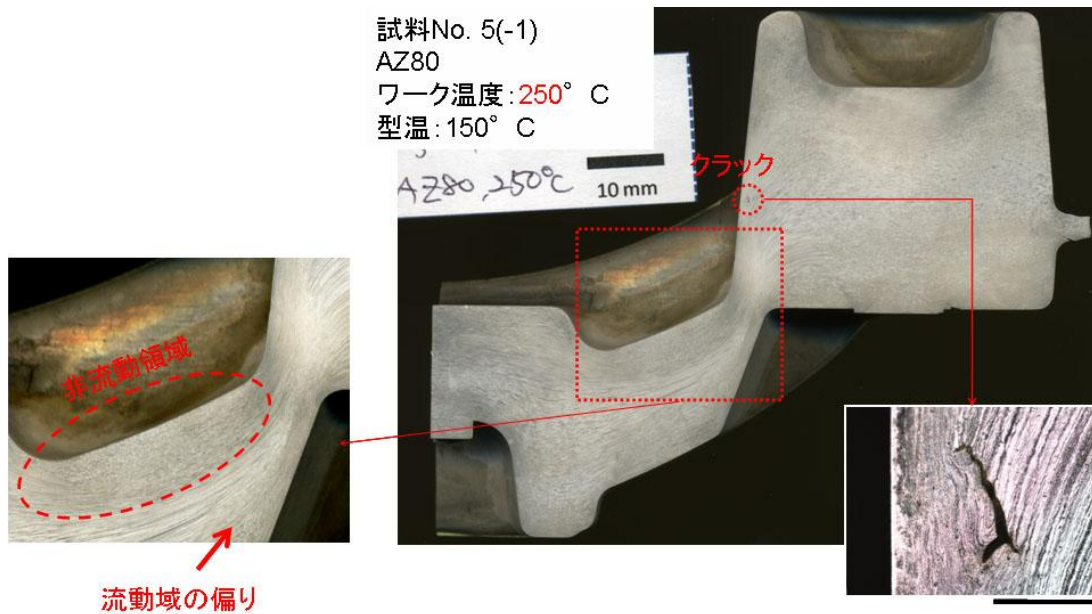 試料No. 5(-1)
AZ80
ワーク温度:250°C
型温:150°C
AZ80, 250℃
10 mm
クラック
非流動領域
流動域の偏り